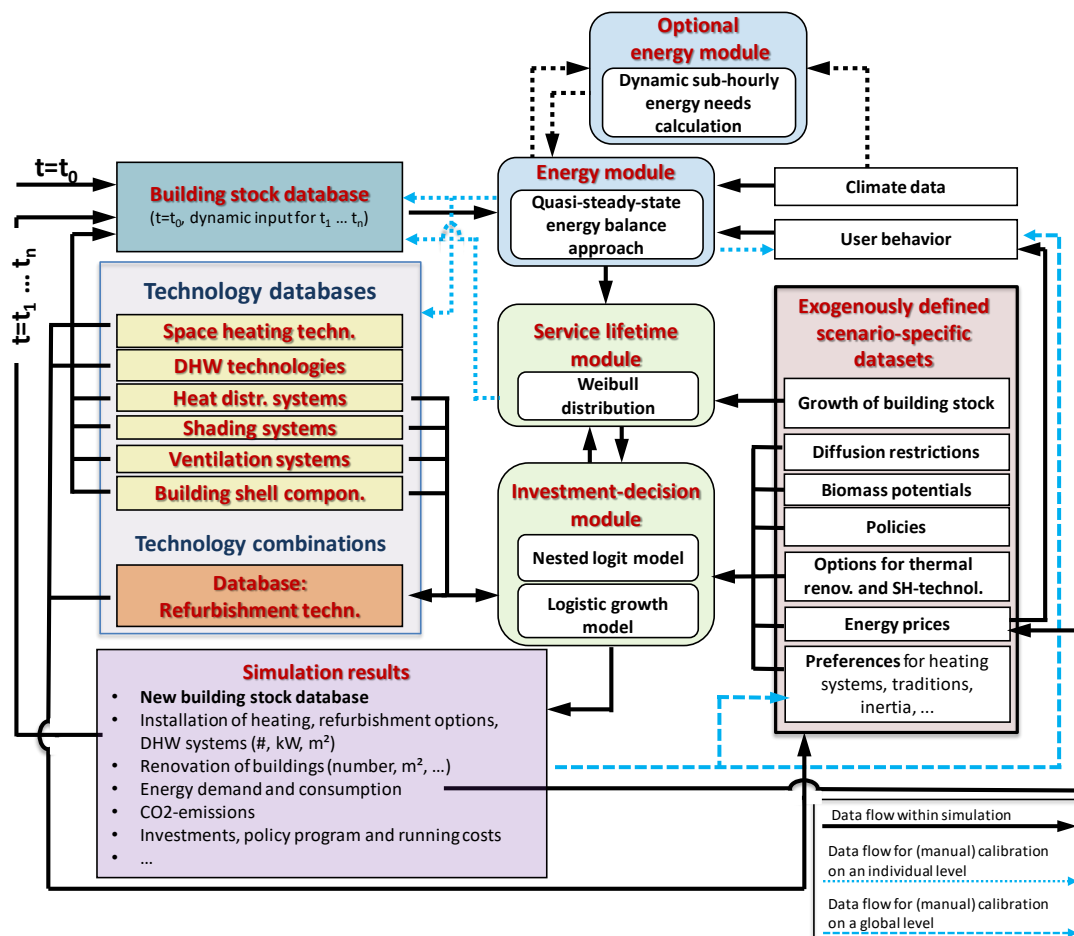 Optional
energy module
Dynamic sub-hourly
energy needs
calculation
t=t₀
Building stock database
(t=t₀, dynamic input for t₁ ... tₙ)
Energy module
Quasi-steady-state
energy balance
approach
Climate data
User behavior
t=t₁ ... tₙ
Technology databases
Space heating techn.
DHW technologies
Heat distr. systems
Shading systems
Ventilation systems
Building shell compon.
Technology combinations
Database:
Refurbishment techn.
Service lifetime
module
Weibull
distribution
Investment-decision
module
Nested logit model
Logistic growth
model
Exogenously defined
scenario-specific
datasets
Growth of building stock
Diffusion restrictions
Biomass potentials
Policies
Options for thermal
renov. and SH-technol.
Energy prices
Preferences for heating
systems, traditions,
inertia, ...
Simulation results
• New building stock database
• Installation of heating, refurbishment options,
DHW systems (#, kW, m²)
• Renovation of buildings (number, m², ...)
• Energy demand and consumption
• CO2-emissions
• Investments, policy program and running costs
• ...
Data flow within simulation
Data flow for (manual) calibration
on an individual level
Data flow for (manual) calibration
on a global level